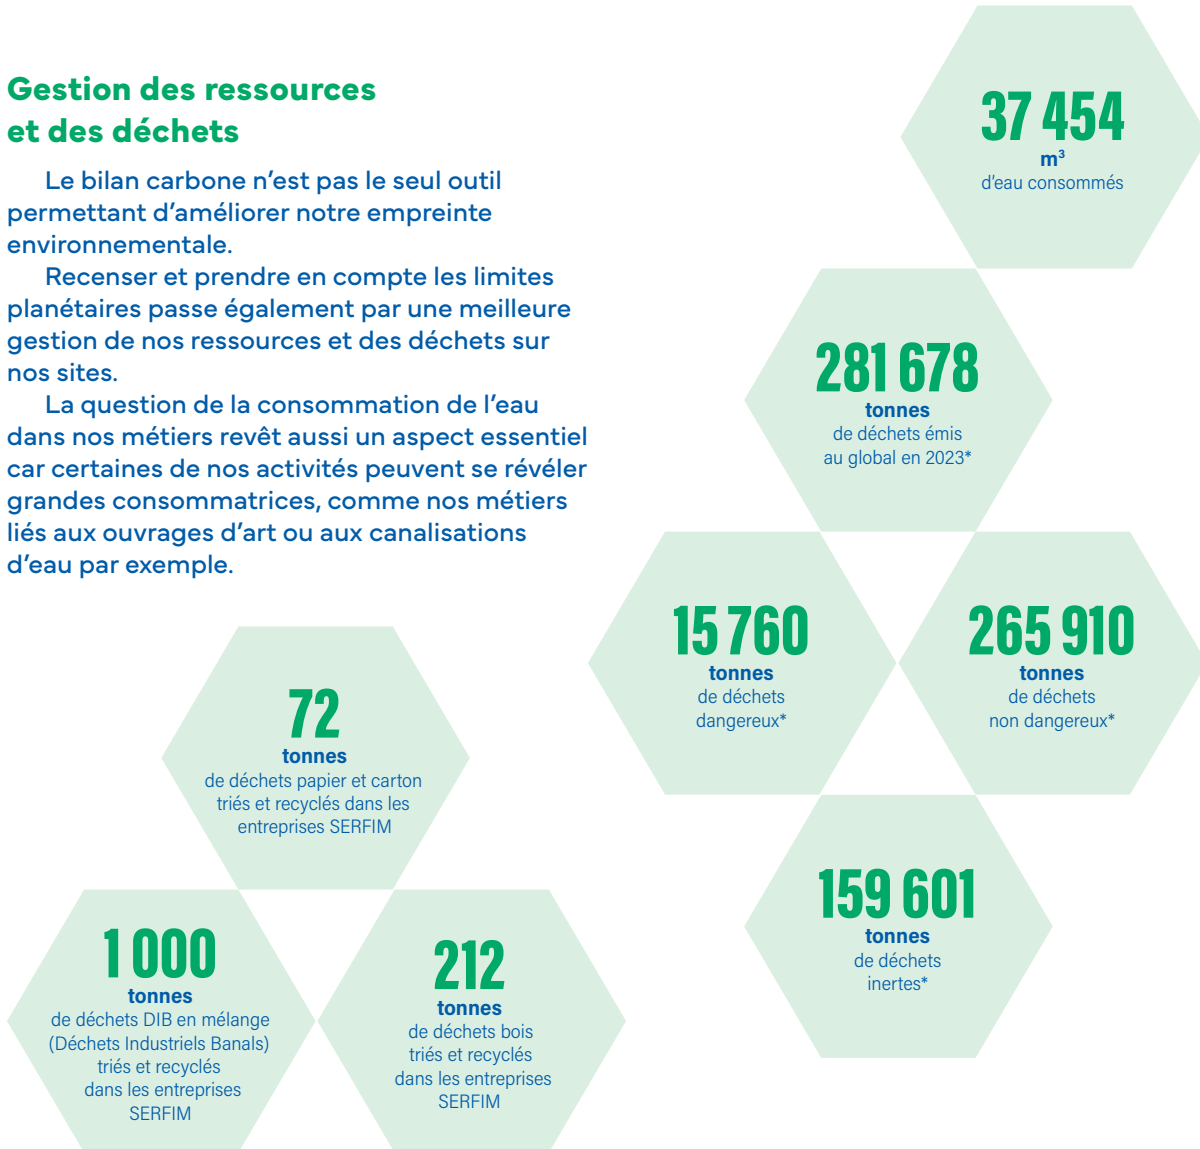 Gestion des ressources
et des déchets
Le bilan carbone n’est pas le seul outil
permettant d’améliorer notre empreinte
environnementale.
Recenser et prendre en compte les limites
planétaires passe également par une meilleure
gestion de nos ressources et des déchets sur
nos sites.
La question de la consommation de l’eau
dans nos métiers revêt aussi un aspect essentiel
car certaines de nos activités peuvent se révéler
grandes consommatrices, comme nos métiers
liés aux ouvrages d’art ou aux canalisations
d’eau par exemple.
37 454
m³
d’eau consommés
281 678
tonnes
de déchets émis
au global en 2023*
15 760
tonnes
de déchets
dangereux*
265 910
tonnes
de déchets
non dangereux*
159 601
tonnes
de déchets
inertes*
72
tonnes
de déchets papier et carton
triés et recyclés dans les
entreprises SERFIM
1 000
tonnes
de déchets DIB en mélange
(Déchets Industriels Banals)
triés et recyclés
dans les entreprises
SERFIM
212
tonnes
de déchets bois
triés et recyclés
dans les entreprises
SERFIM